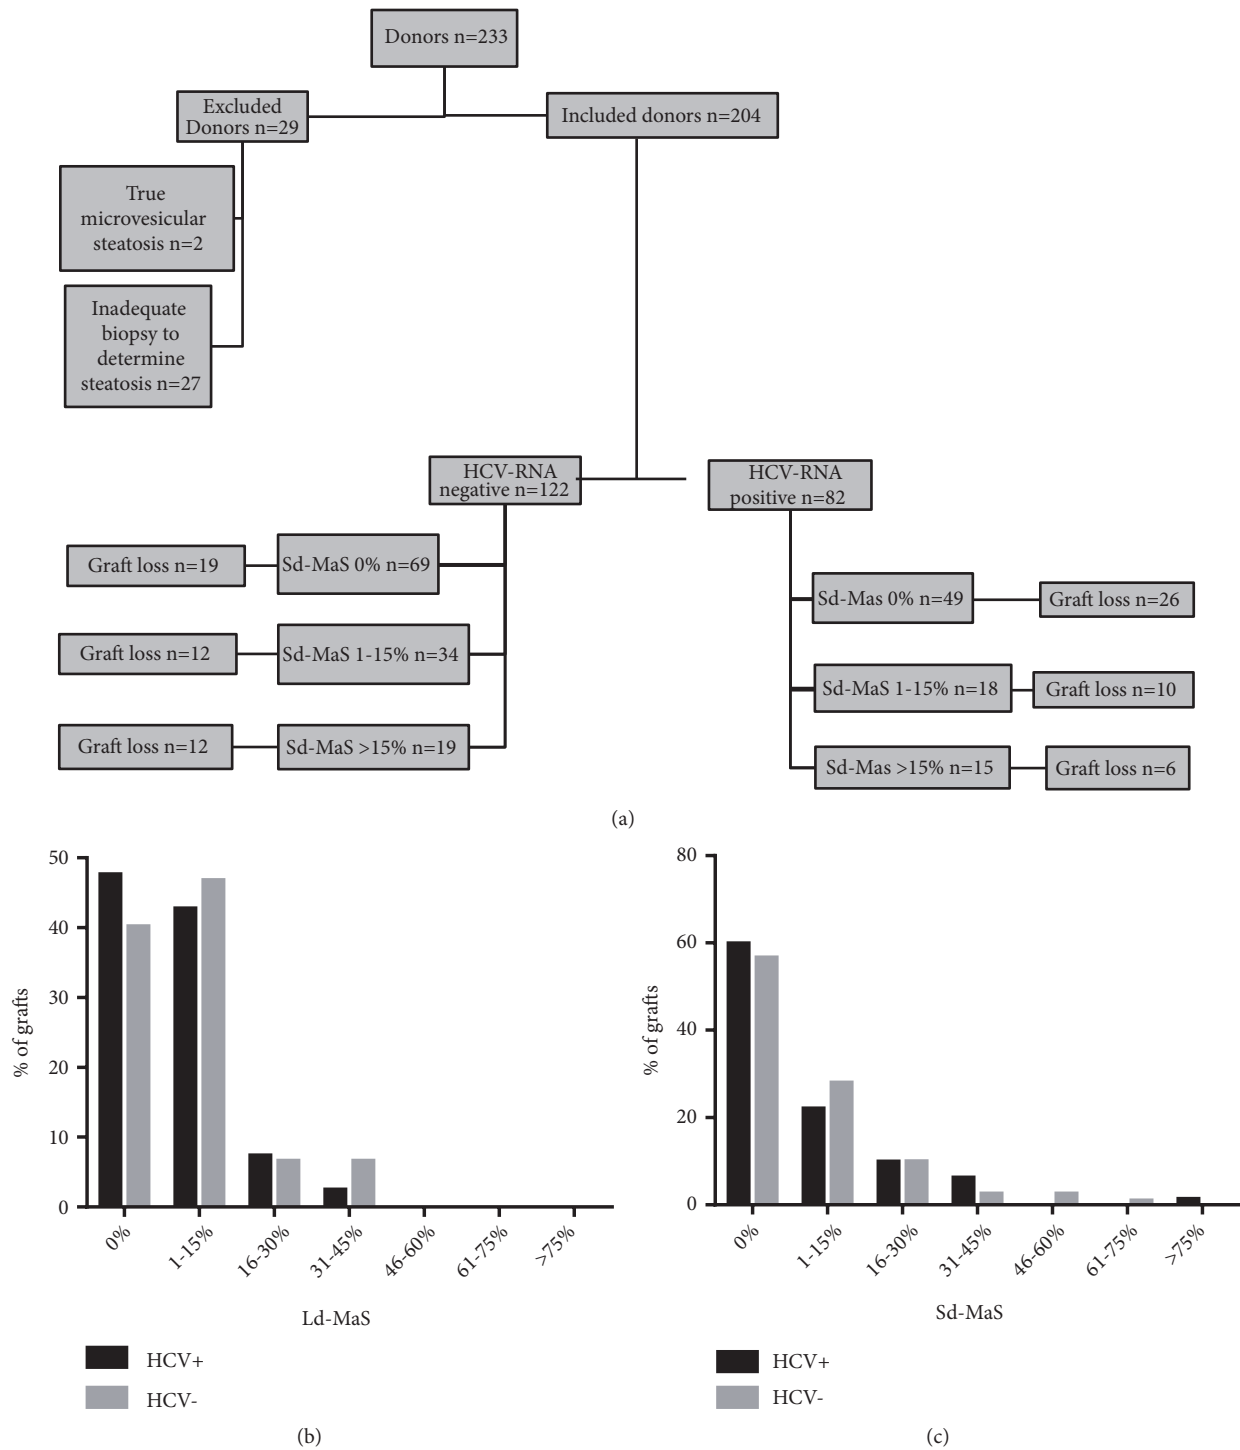 Donors n=233
Excluded
Donors n=29
Included donors n=204
True
microvesicular
steatosis n=2
Inadequate
biopsy to
determine
steatosis n=27
HCV-RNA
negative n=122
HCV-RNA
positive n=82
Graft loss n=19
Sd-MaS 0% n=69
Graft loss n=12
Sd-MaS 1-15% n=34
Graft loss n=12
Sd-MaS >15% n=19
Sd-Mas 0% n=49
Graft loss n=26
Sd-MaS 1-15% n=18
Graft loss n=10
Sd-Mas >15% n=15
Graft loss n=6
(a)
50
40
30
20
10
0
% of grafts
0%
1-15%
16-30%
31-45%
46-60%
61-75%
>75%
Ld-MaS
HCV+
HCV-
(b)
80
60
40
20
0
% of grafts
0%
1-15%
16-30%
31-45%
46-60%
61-75%
>75%
Sd-MaS
HCV+
HCV-
(c)